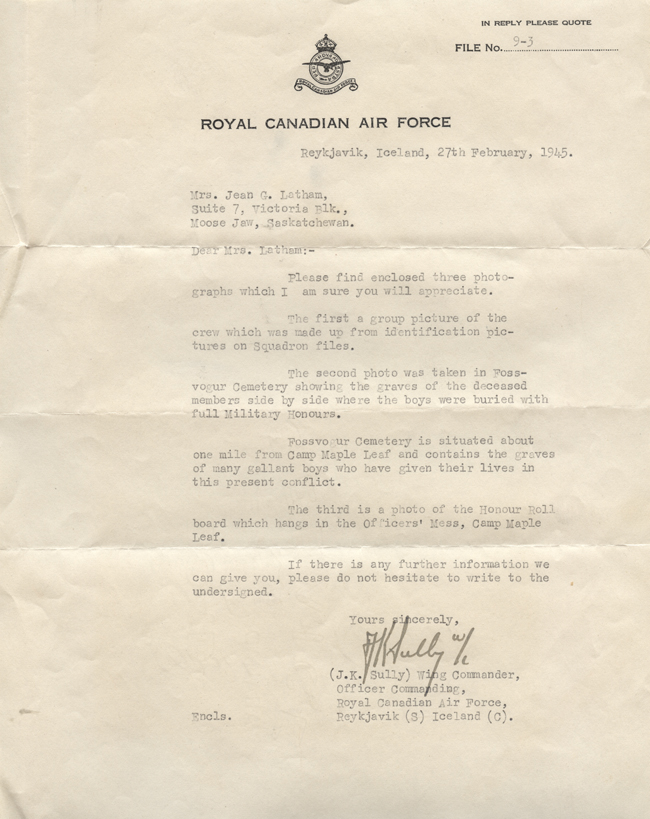 IN REPLY PLEASE QUOTE
FILE No. 9-3
ROYAL CANADIAN AIR FORCE
ROYAL CANADIAN AIR FORCE
Reykjavik, Iceland, 27th February, 1945.
Mrs. Jean G. Latham,
Suite 7, Victoria Blk.,
Moose Jaw, Saskatchewan.
Dear Mrs. Latham:-
Please find enclosed three photo-
graphs which I am sure you will appreciate.
The first a group picture of the
crew which was made up from identification pic-
tures on Squadron files.
The second photo was taken in Foss-
vogur Cemetery showing the graves of the deceased
members side by side where the boys were buried with
full Military Honours.
Fossvogur Cemetery is situated about
one mile from Camp Maple Leaf and contains the graves
of many gallant boys who have given their lives in
this present conflict.
The third is a photo of the Honour Roll
board which hangs in the Officers' Mess, Camp Maple
Leaf.
If there is any further information we
can give you, please do not hesitate to write to the
undersigned.
Yours sincerely,
JKSully w/c
(J.K. Sully) Wing Commander,
Officer Commanding,
Royal Canadian Air Force,
Encls. Reykjavik (S) Iceland (C).